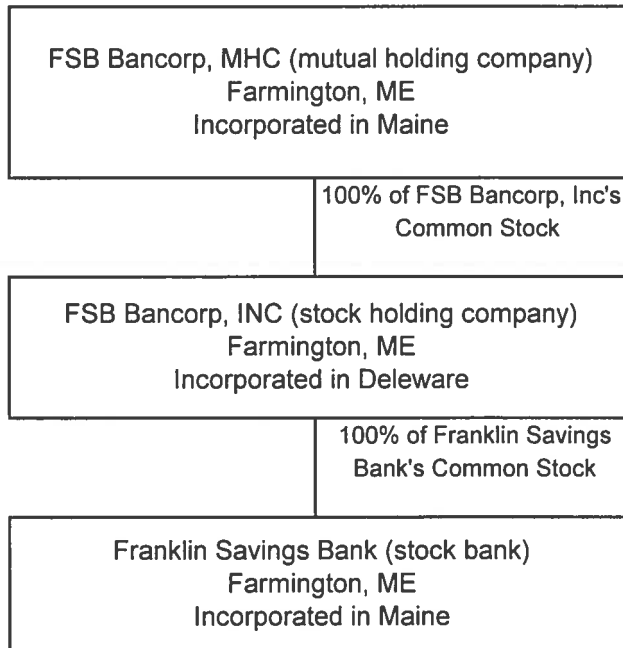 FSB Bancorp, MHC (mutual holding company)
Farmington, ME
Incorporated in Maine
100% of FSB Bancorp, Inc's
Common Stock
FSB Bancorp, INC (stock holding company)
Farmington, ME
Incorporated in Deleware
100% of Franklin Savings
Bank's Common Stock
Franklin Savings Bank (stock bank)
Farmington, ME
Incorporated in Maine